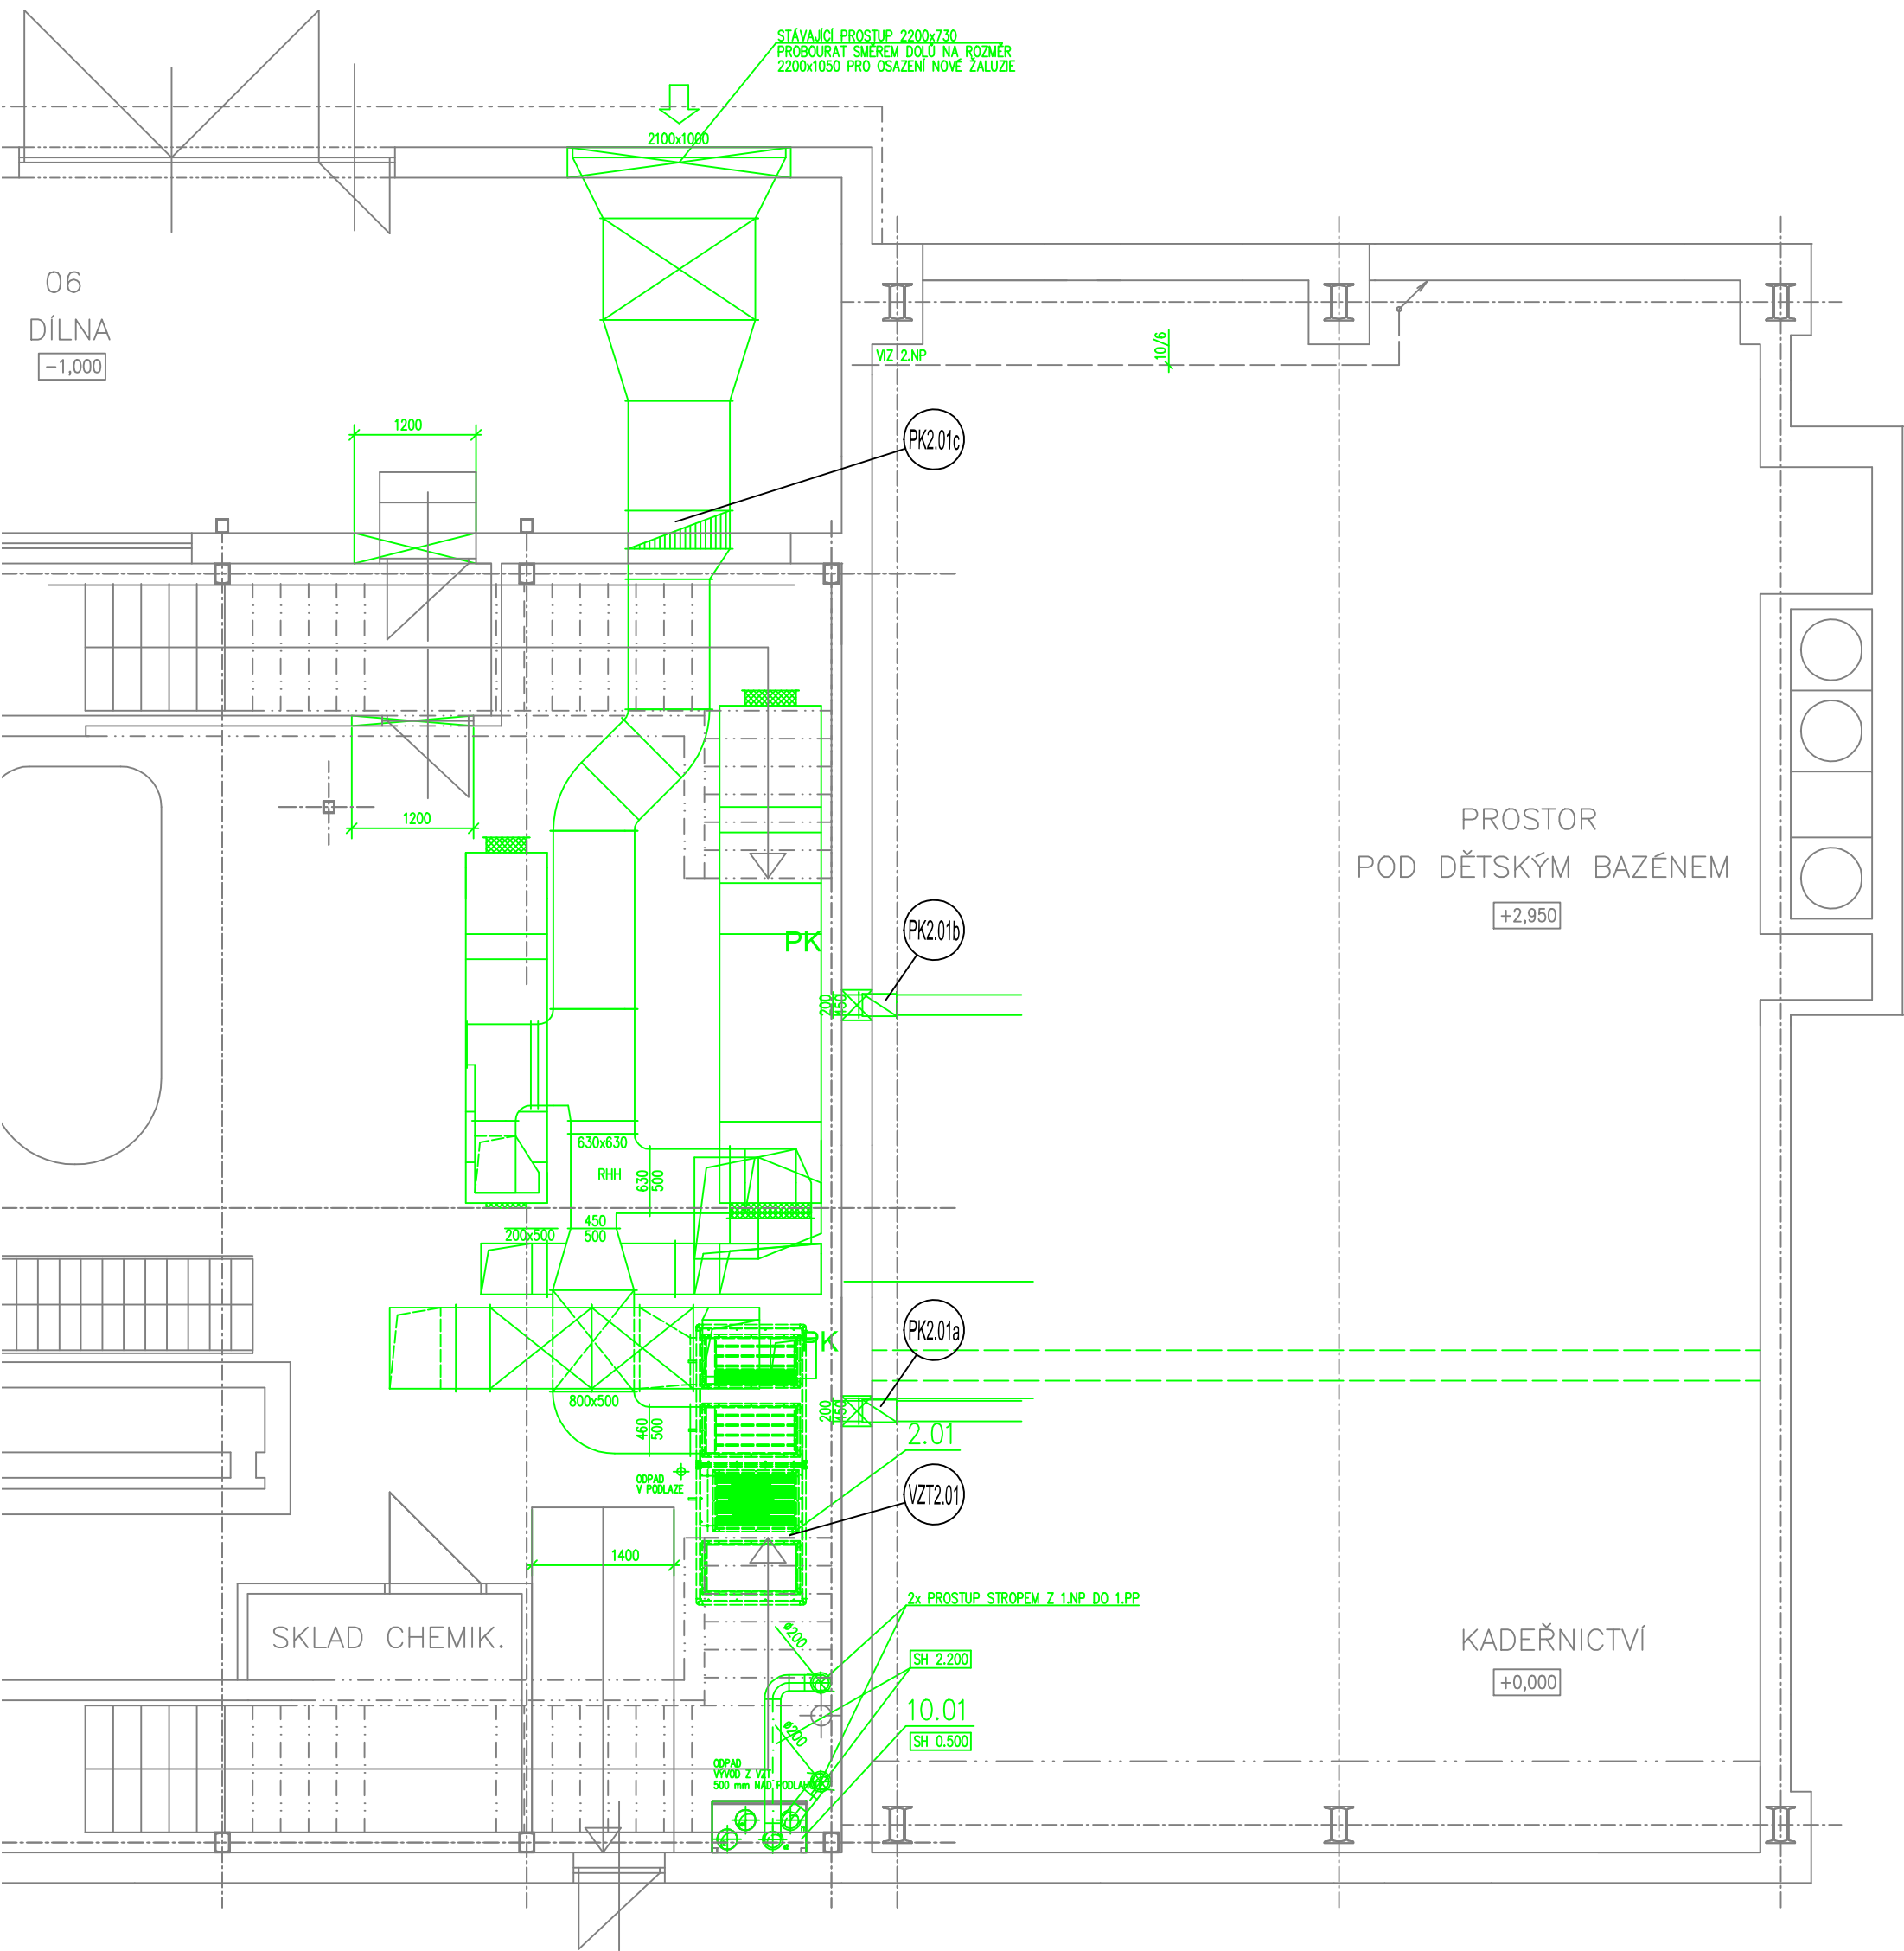 STÁVAJÍCÍ PROSTUP 2200x730
PROBOURAT SMĚREM DOLŮ NA ROZMĚR
2200x1050 PRO OSAZENÍ NOVÉ ŽALUZIE
2100x1000
06
DÍLNA
-1,000
VIZ 2.NP
10/6
1200
PK2.01c
1200
PROSTOR
POD DĚTSKÝM BAZÉNEM
+2,950
PK
PK2.01b
200
450
630x630
RHH
630
500
450
500
200x500
PK
PK2.01a
800x500
460
500
200
450
2.01
ODPAD
V PODLAZE
VZT2.01
1400
2x PROSTUP STROPEM Z 1.NP DO 1.PP
SKLAD CHEMIK.
KADEŘNICTVÍ
+0,000
ø200
SH 2.200
10.01
ø200
SH 0.500
ODPAD
VÝVOD Z VZT
500 mm NAD PODLAHOU